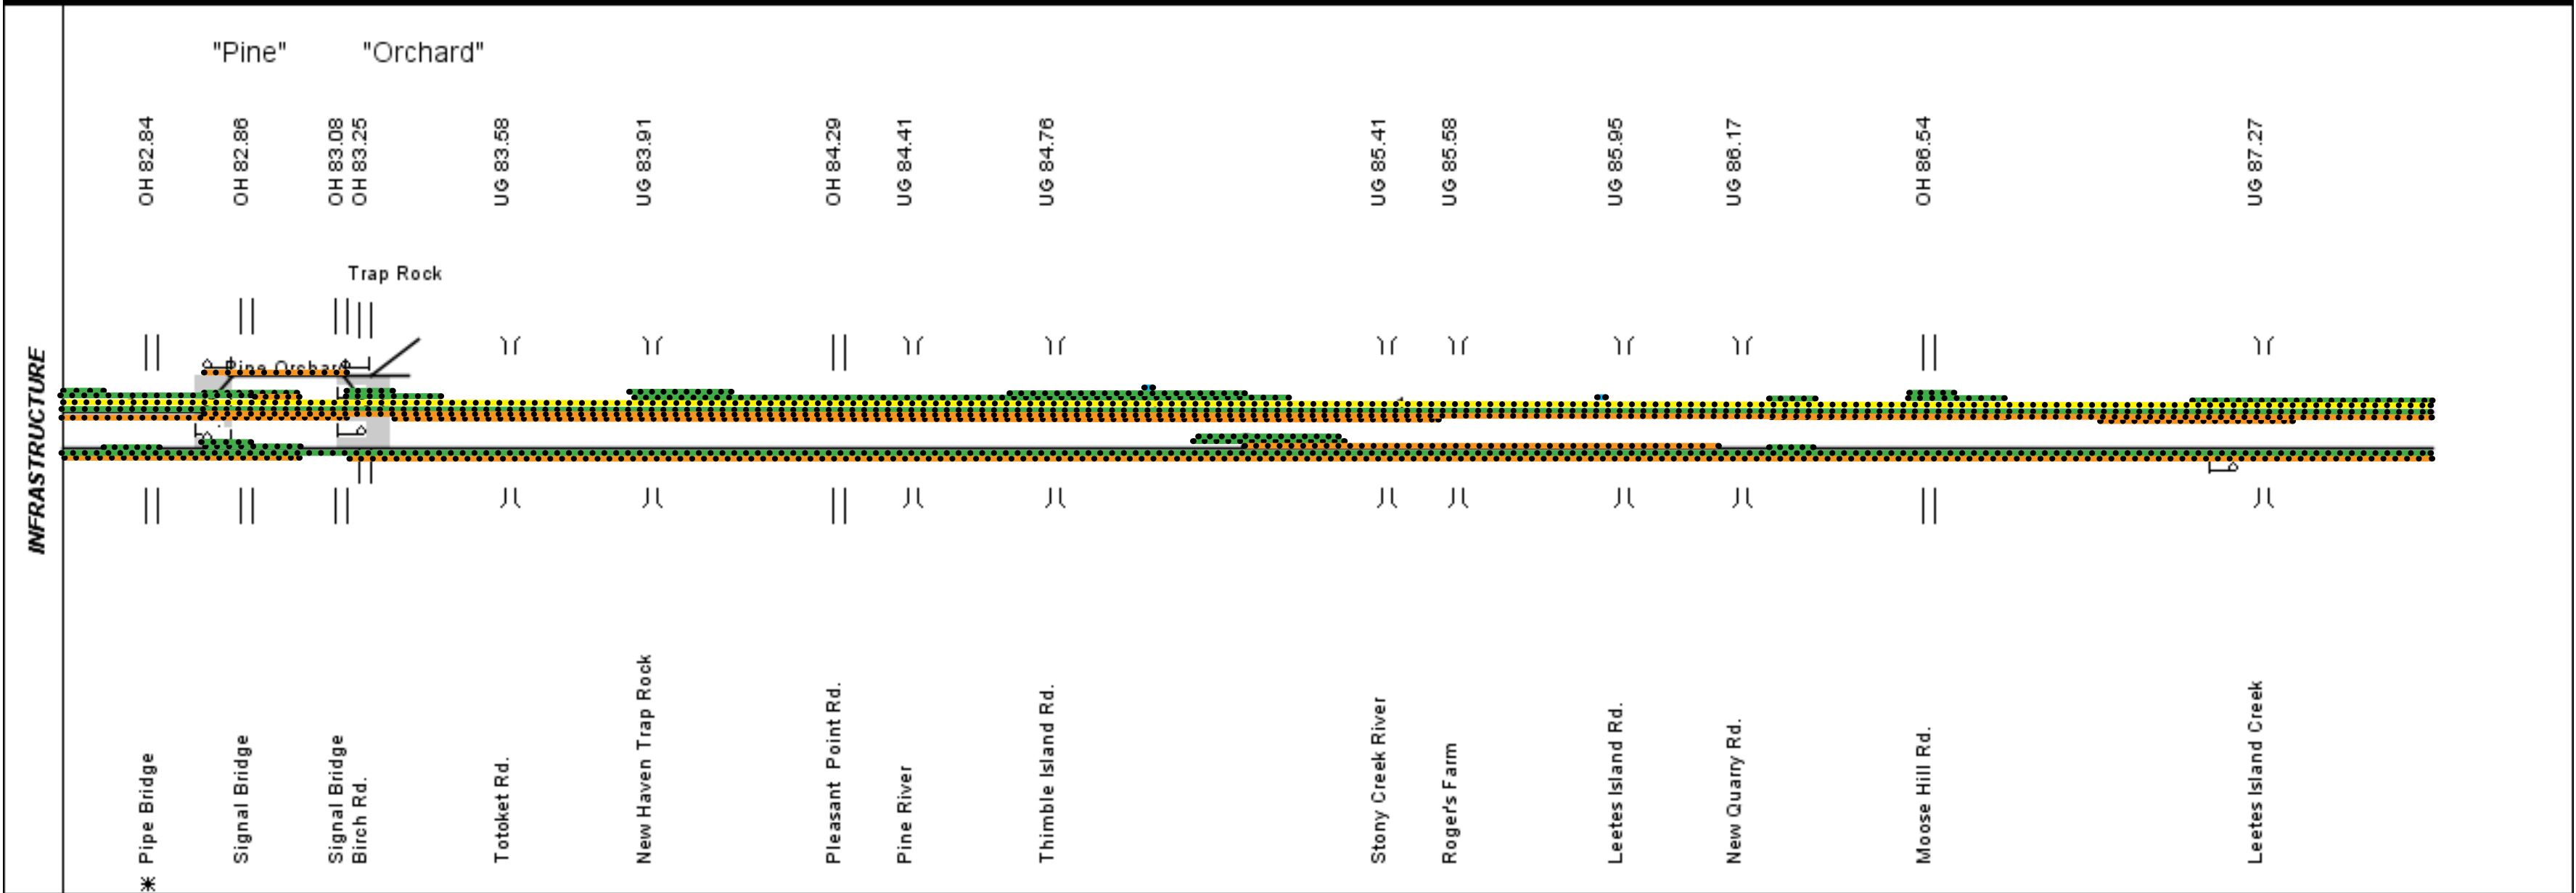 "Pine"
"Orchard"
OH 82.84
OH 82.86
OH 83.08
OH 83.25
UG 83.58
UG 83.91
OH 84.29
UG 84.41
UG 84.76
UG 85.41
UG 85.58
UG 85.95
UG 86.17
OH 86.54
UG 87.27
Trap Rock
Pine Orchard
INFRASTRUCTURE
* Pipe Bridge
Signal Bridge
Signal Bridge
Birch Rd.
Totoket Rd.
New Haven Trap Rock
Pleasant Point Rd.
Pine River
Thimble Island Rd.
Stony Creek River
Roger's Farm
Leetes Island Rd.
New Quarry Rd.
Moose Hill Rd.
Leetes Island Creek